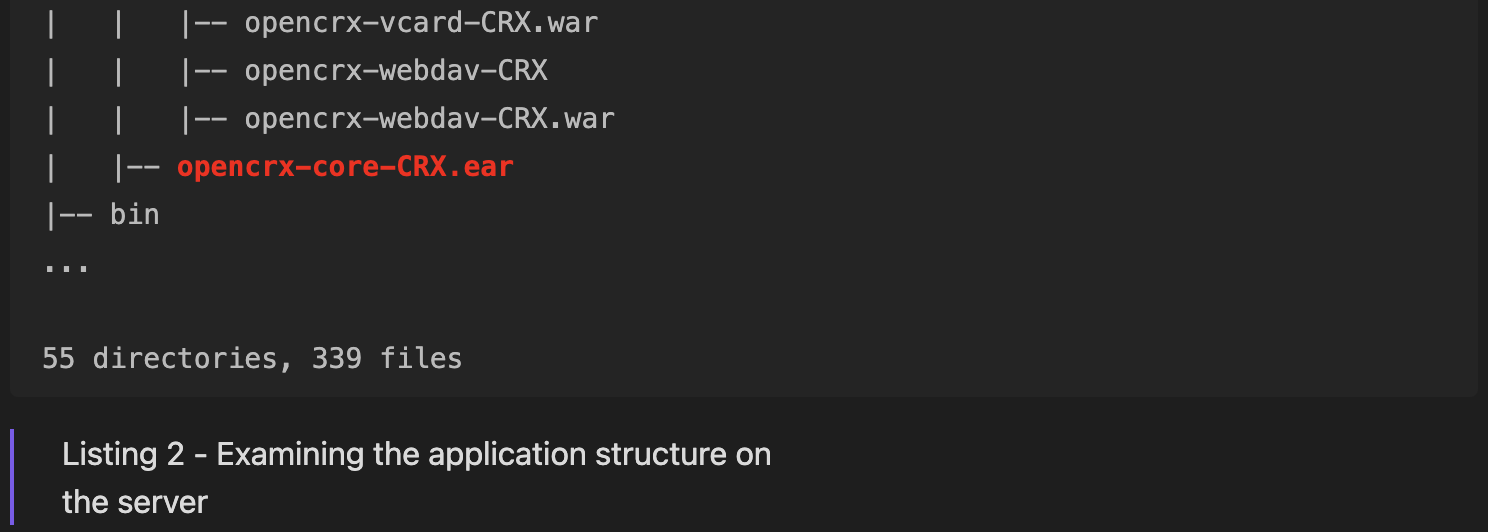 |   |   |-- opencrx-vcard-CRX.war
|   |   |-- opencrx-webdav-CRX
|   |   |-- opencrx-webdav-CRX.war
|   |-- opencrx-core-CRX.ear
|-- bin
...
55 directories, 339 files
Listing 2 - Examining the application structure on
the server